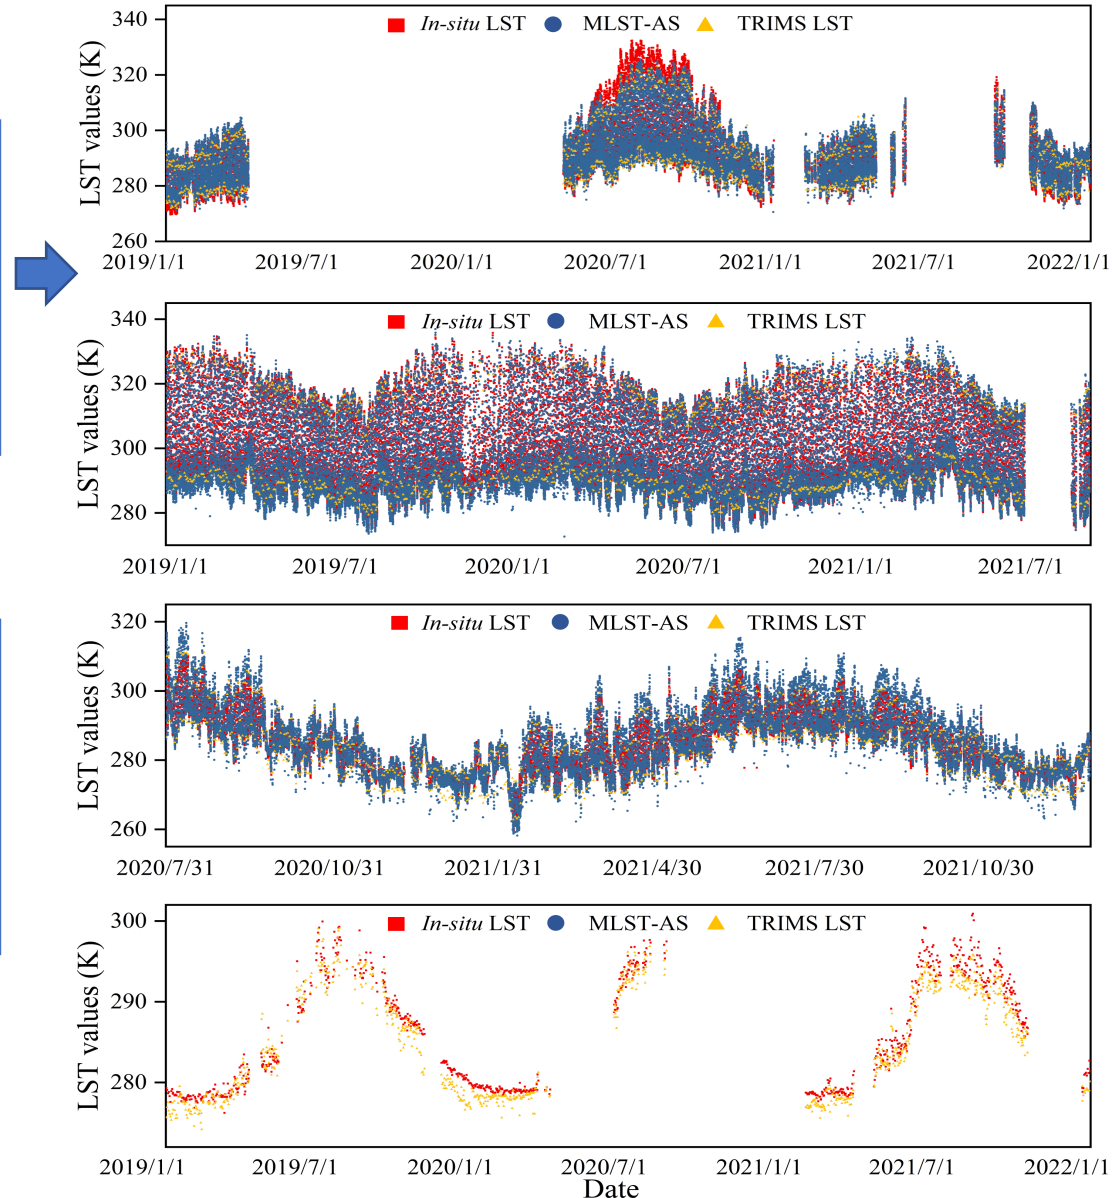 340
In-situ LST MLST-AS TRIMS LST
320
300
280
260
LST values (K)
2019/1/1 2019/7/1 2020/1/1 2020/7/1 2021/1/1 2021/7/1 2022/1/1
340
In-situ LST MLST-AS TRIMS LST
320
300
280
LST values (K)
2019/1/1 2019/7/1 2020/1/1 2020/7/1 2021/1/1 2021/7/1
320
In-situ LST MLST-AS TRIMS LST
300
280
260
LST values (K)
2020/7/31 2020/10/31 2021/1/31 2021/4/30 2021/7/30 2021/10/30
300
In-situ LST MLST-AS TRIMS LST
290
280
LST values (K)
2019/1/1 2019/7/1 2020/1/1 2020/7/1 2021/1/1 2021/7/1 2022/1/1
Date